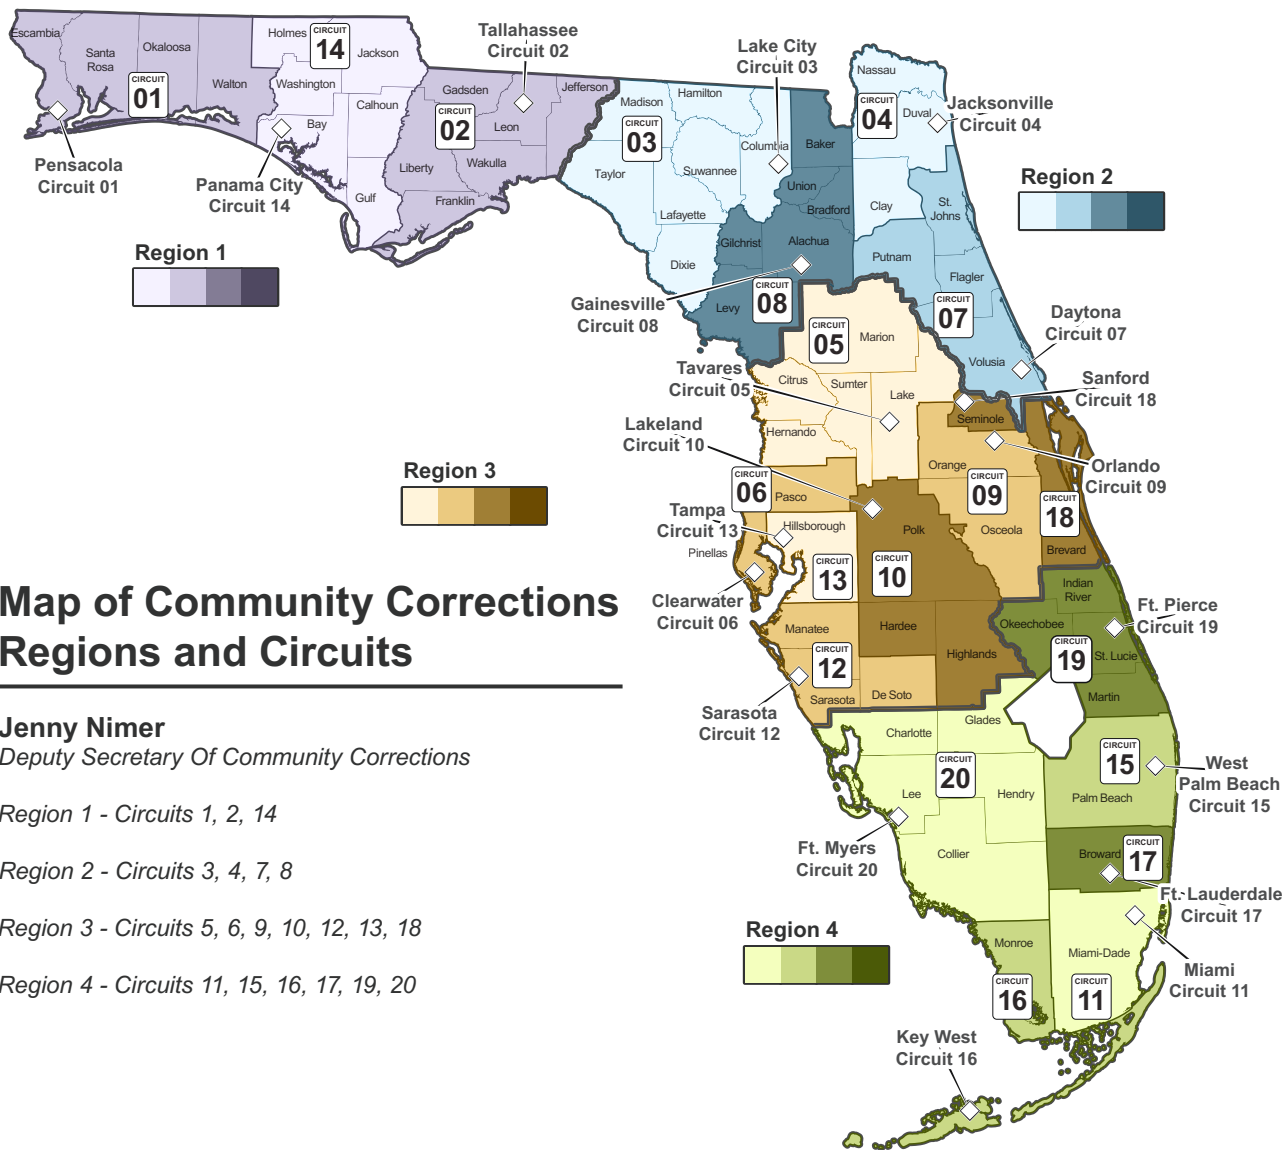 Escambia
Santa
Rosa
Okaloosa
Walton
CIRCUIT
01
Holmes
CIRCUIT
14
Jackson
Washington
Calhoun
Bay
Gulf
Tallahassee
Circuit 02
Gadsden
Jefferson
CIRCUIT
02
Leon
Liberty
Wakulla
Franklin
Pensacola
Circuit 01
Panama City
Circuit 14
Region 1
Lake City
Circuit 03
Madison
Hamilton
CIRCUIT
03
Columbia
Taylor
Suwannee
Lafayette
Dixie
Baker
Union
Bradford
Gilchrist
Alachua
Levy
CIRCUIT
08
Gainesville
Circuit 08
Nassau
CIRCUIT
04
Duval
Jacksonville
Circuit 04
Clay
St.
Johns
Putnam
Flagler
CIRCUIT
07
Volusia
Region 2
Daytona
Circuit 07
Sanford
Circuit 18
CIRCUIT
05
Marion
Citrus
Sumter
Lake
Hernando
Tavares
Circuit 05
Lakeland
Circuit 10
Seminole
Orange
CIRCUIT
09
Osceola
Orlando
Circuit 09
CIRCUIT
18
Brevard
Region 3
CIRCUIT
06
Pasco
Tampa
Circuit 13
Pinellas
Hillsborough
CIRCUIT
13
Polk
CIRCUIT
10
Clearwater
Circuit 06
Manatee
Hardee
Highlands
CIRCUIT
12
Sarasota
De Soto
Sarasota
Circuit 12
Indian
River
Okeechobee
CIRCUIT
19
St. Lucie
Martin
Ft. Pierce
Circuit 19
Glades
Charlotte
CIRCUIT
20
Lee
Hendry
Collier
Ft. Myers
Circuit 20
CIRCUIT
15
Palm Beach
West
Palm Beach
Circuit 15
Broward
CIRCUIT
17
Ft. Lauderdale
Circuit 17
Region 4
Monroe
CIRCUIT
16
Miami-Dade
CIRCUIT
11
Miami
Circuit 11
Key West
Circuit 16
Map of Community Corrections
Regions and Circuits
Jenny Nimer
Deputy Secretary Of Community Corrections
Region 1 - Circuits 1, 2, 14
Region 2 - Circuits 3, 4, 7, 8
Region 3 - Circuits 5, 6, 9, 10, 12, 13, 18
Region 4 - Circuits 11, 15, 16, 17, 19, 20